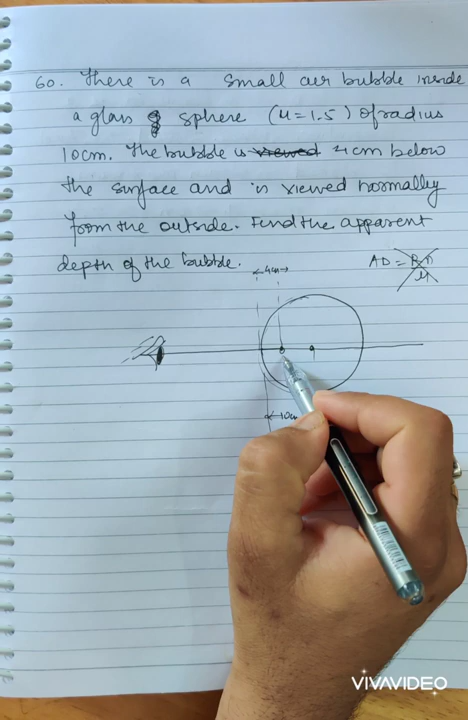 60. There is a small air bubble inside
a glass sphere (μ=1.5) of radius
10cm. The bubble is viewed 4cm below
the surface and is viewed normally
from the outside. Find the apparent
depth of the bubble.
4cm
AD = RD/μ
10cm
VIVAVIDEO